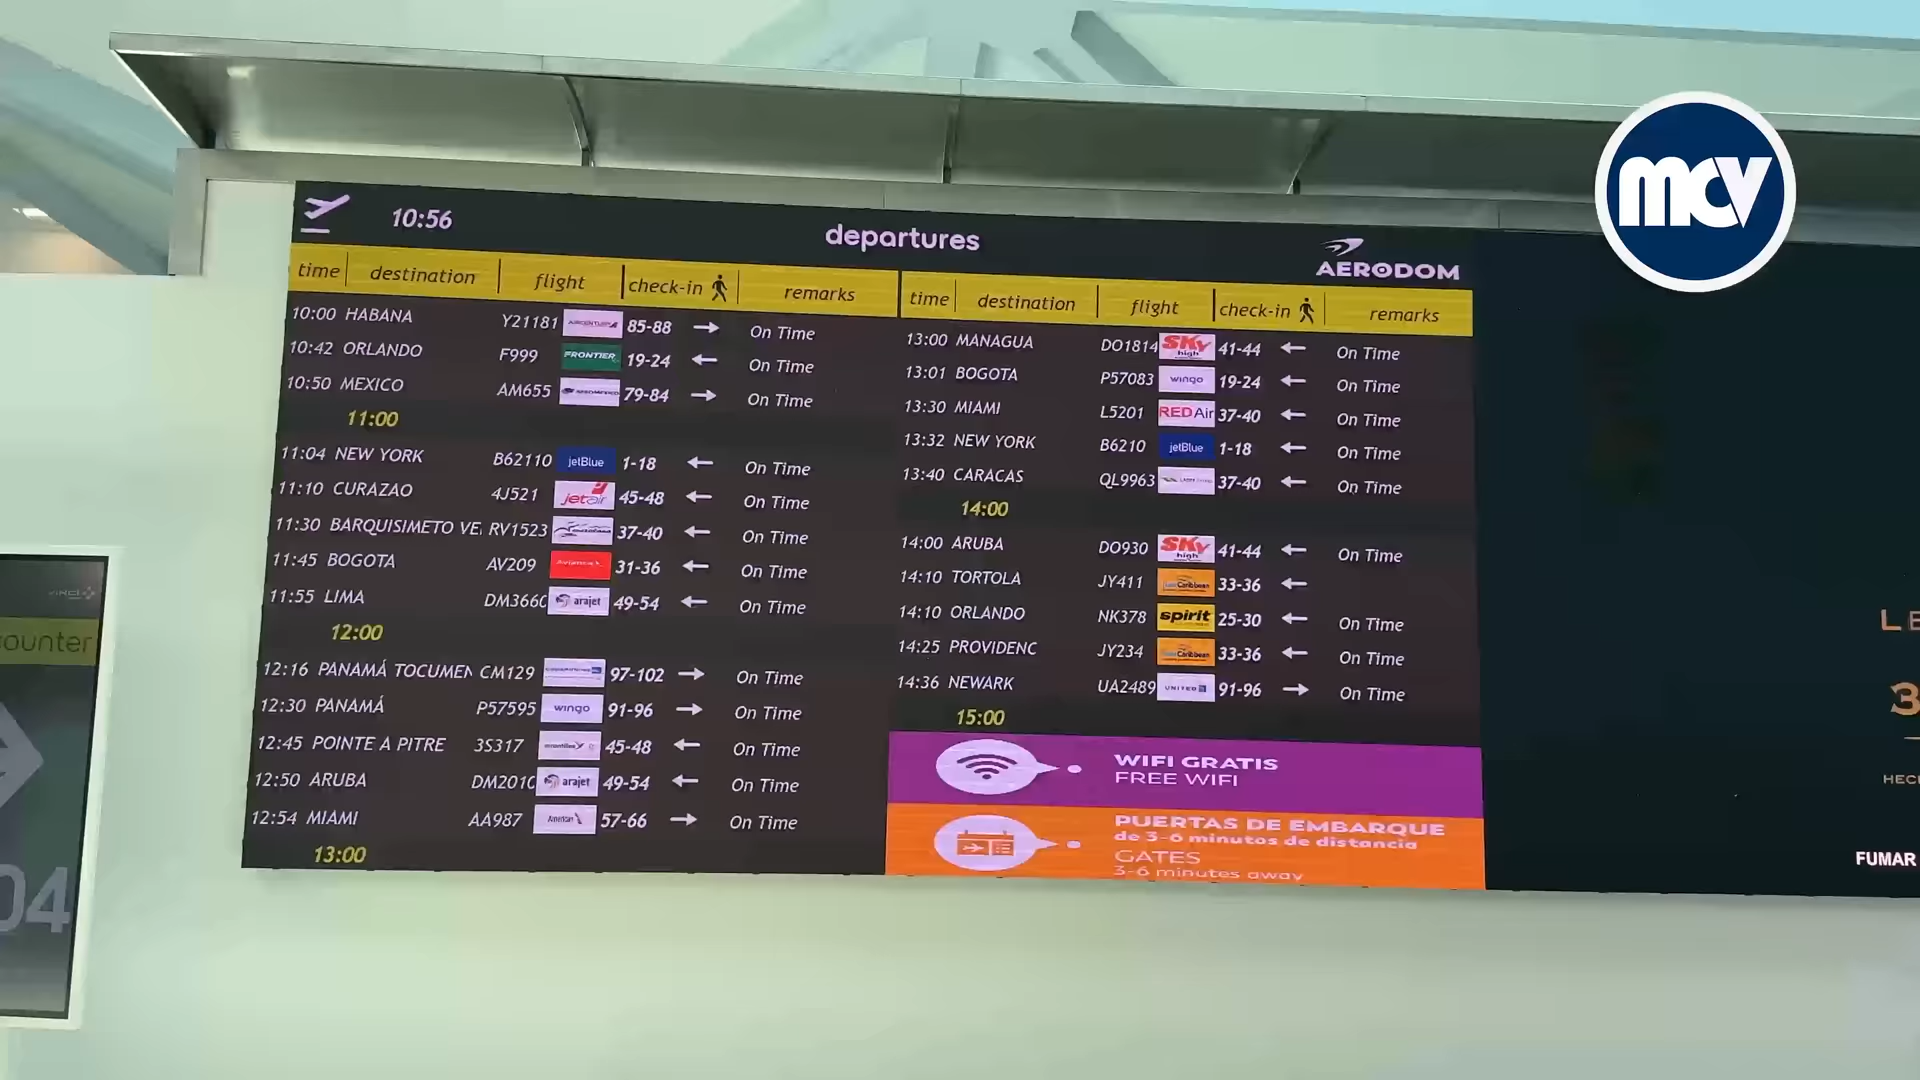 10:56
departures
AERODOM
time destination flight check-in remarks
10:00 HABANA Y21181 85-88 → On Time
10:42 ORLANDO F999 FRONTIER 19-24 ← On Time
10:50 MEXICO AM655 79-84 → On Time
11:00
11:04 NEW YORK B62110 jetBlue 1-18 ← On Time
11:10 CURAZAO 4J521 jetair 45-48 ← On Time
11:30 BARQUISIMETO VE RV1523 37-40 ← On Time
11:45 BOGOTA AV209 Avianca 31-36 ← On Time
11:55 LIMA DM3660 arajet 49-54 ← On Time
12:00
12:16 PANAMÁ TOCUMEN CM129 97-102 → On Time
12:30 PANAMÁ P57595 wingo 91-96 → On Time
12:45 POINTE A PITRE 3S317 45-48 ← On Time
12:50 ARUBA DM2010 arajet 49-54 ← On Time
12:54 MIAMI AA987 American 57-66 → On Time
13:00
time destination flight check-in remarks
13:00 MANAGUA DO1814 SKY high 41-44 ← On Time
13:01 BOGOTA P57083 wingo 19-24 ← On Time
13:30 MIAMI L5201 REDAir 37-40 ← On Time
13:32 NEW YORK B6210 jetBlue 1-18 ← On Time
13:40 CARACAS QL9963 37-40 ← On Time
14:00
14:00 ARUBA DO930 SKY high 41-44 ← On Time
14:10 TORTOLA JY411 Caribbean 33-36 ←
14:10 ORLANDO NK378 spirit 25-30 ← On Time
14:25 PROVIDENC JY234 Caribbean 33-36 ← On Time
14:36 NEWARK UA2489 UNITED 91-96 → On Time
15:00
WIFI GRATIS
FREE WIFI
PUERTAS DE EMBARQUE
de 3-6 minutos de distancia
GATES
3-6 minutes away
mcv
VINCI
ounter
04
LE
3
HEC
FUMAR